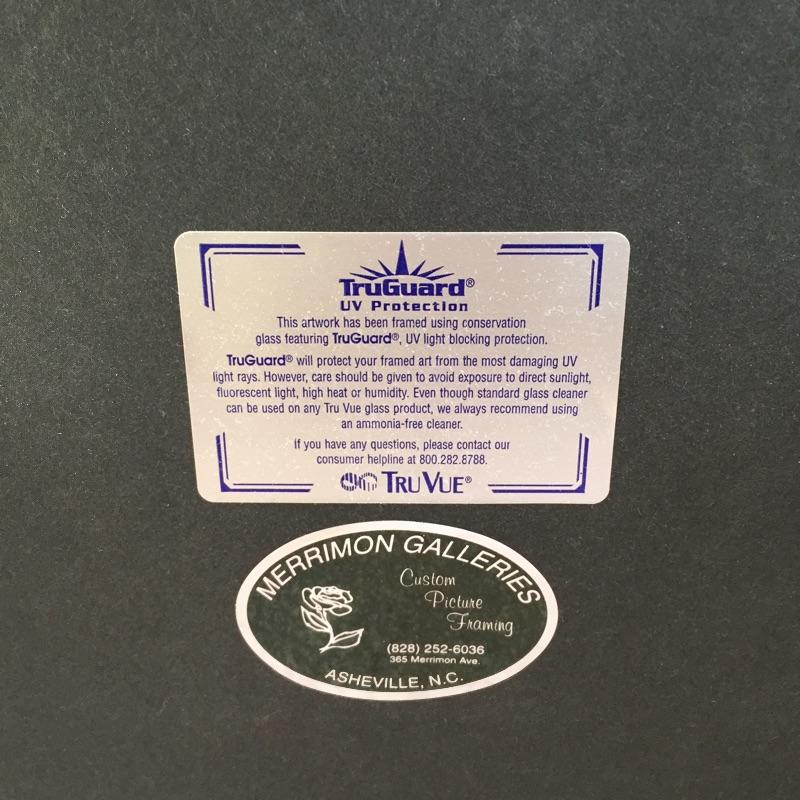 TruGuard®
UV Protection
This artwork has been framed using conservation
glass featuring TruGuard®, UV light blocking protection.
TruGuard® will protect your framed art from the most damaging UV
light rays. However, care should be given to avoid exposure to direct sunlight,
fluorescent light, high heat or humidity. Even though standard glass cleaner
can be used on any Tru Vue glass product, we always recommend using
an ammonia-free cleaner.
If you have any questions, please contact our
consumer helpline at 800.282.8788.
TRU VUE®
MERRIMON GALLERIES
Custom
Picture
Framing
(828) 252-6036
365 Merrimon Ave.
ASHEVILLE, N.C.